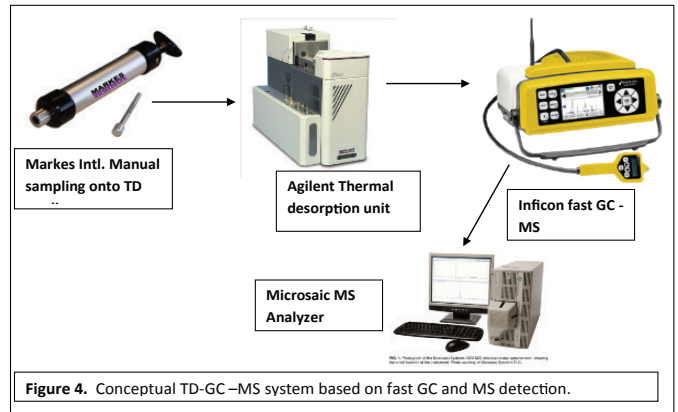 MARKES
Markes Intl. Manual
sampling onto TD
Agilent Thermal
desorption unit
Inficon fast GC -
MS
Microsaic MS
Analyzer
Figure 4. Conceptual TD-GC –MS system based on fast GC and MS detection.